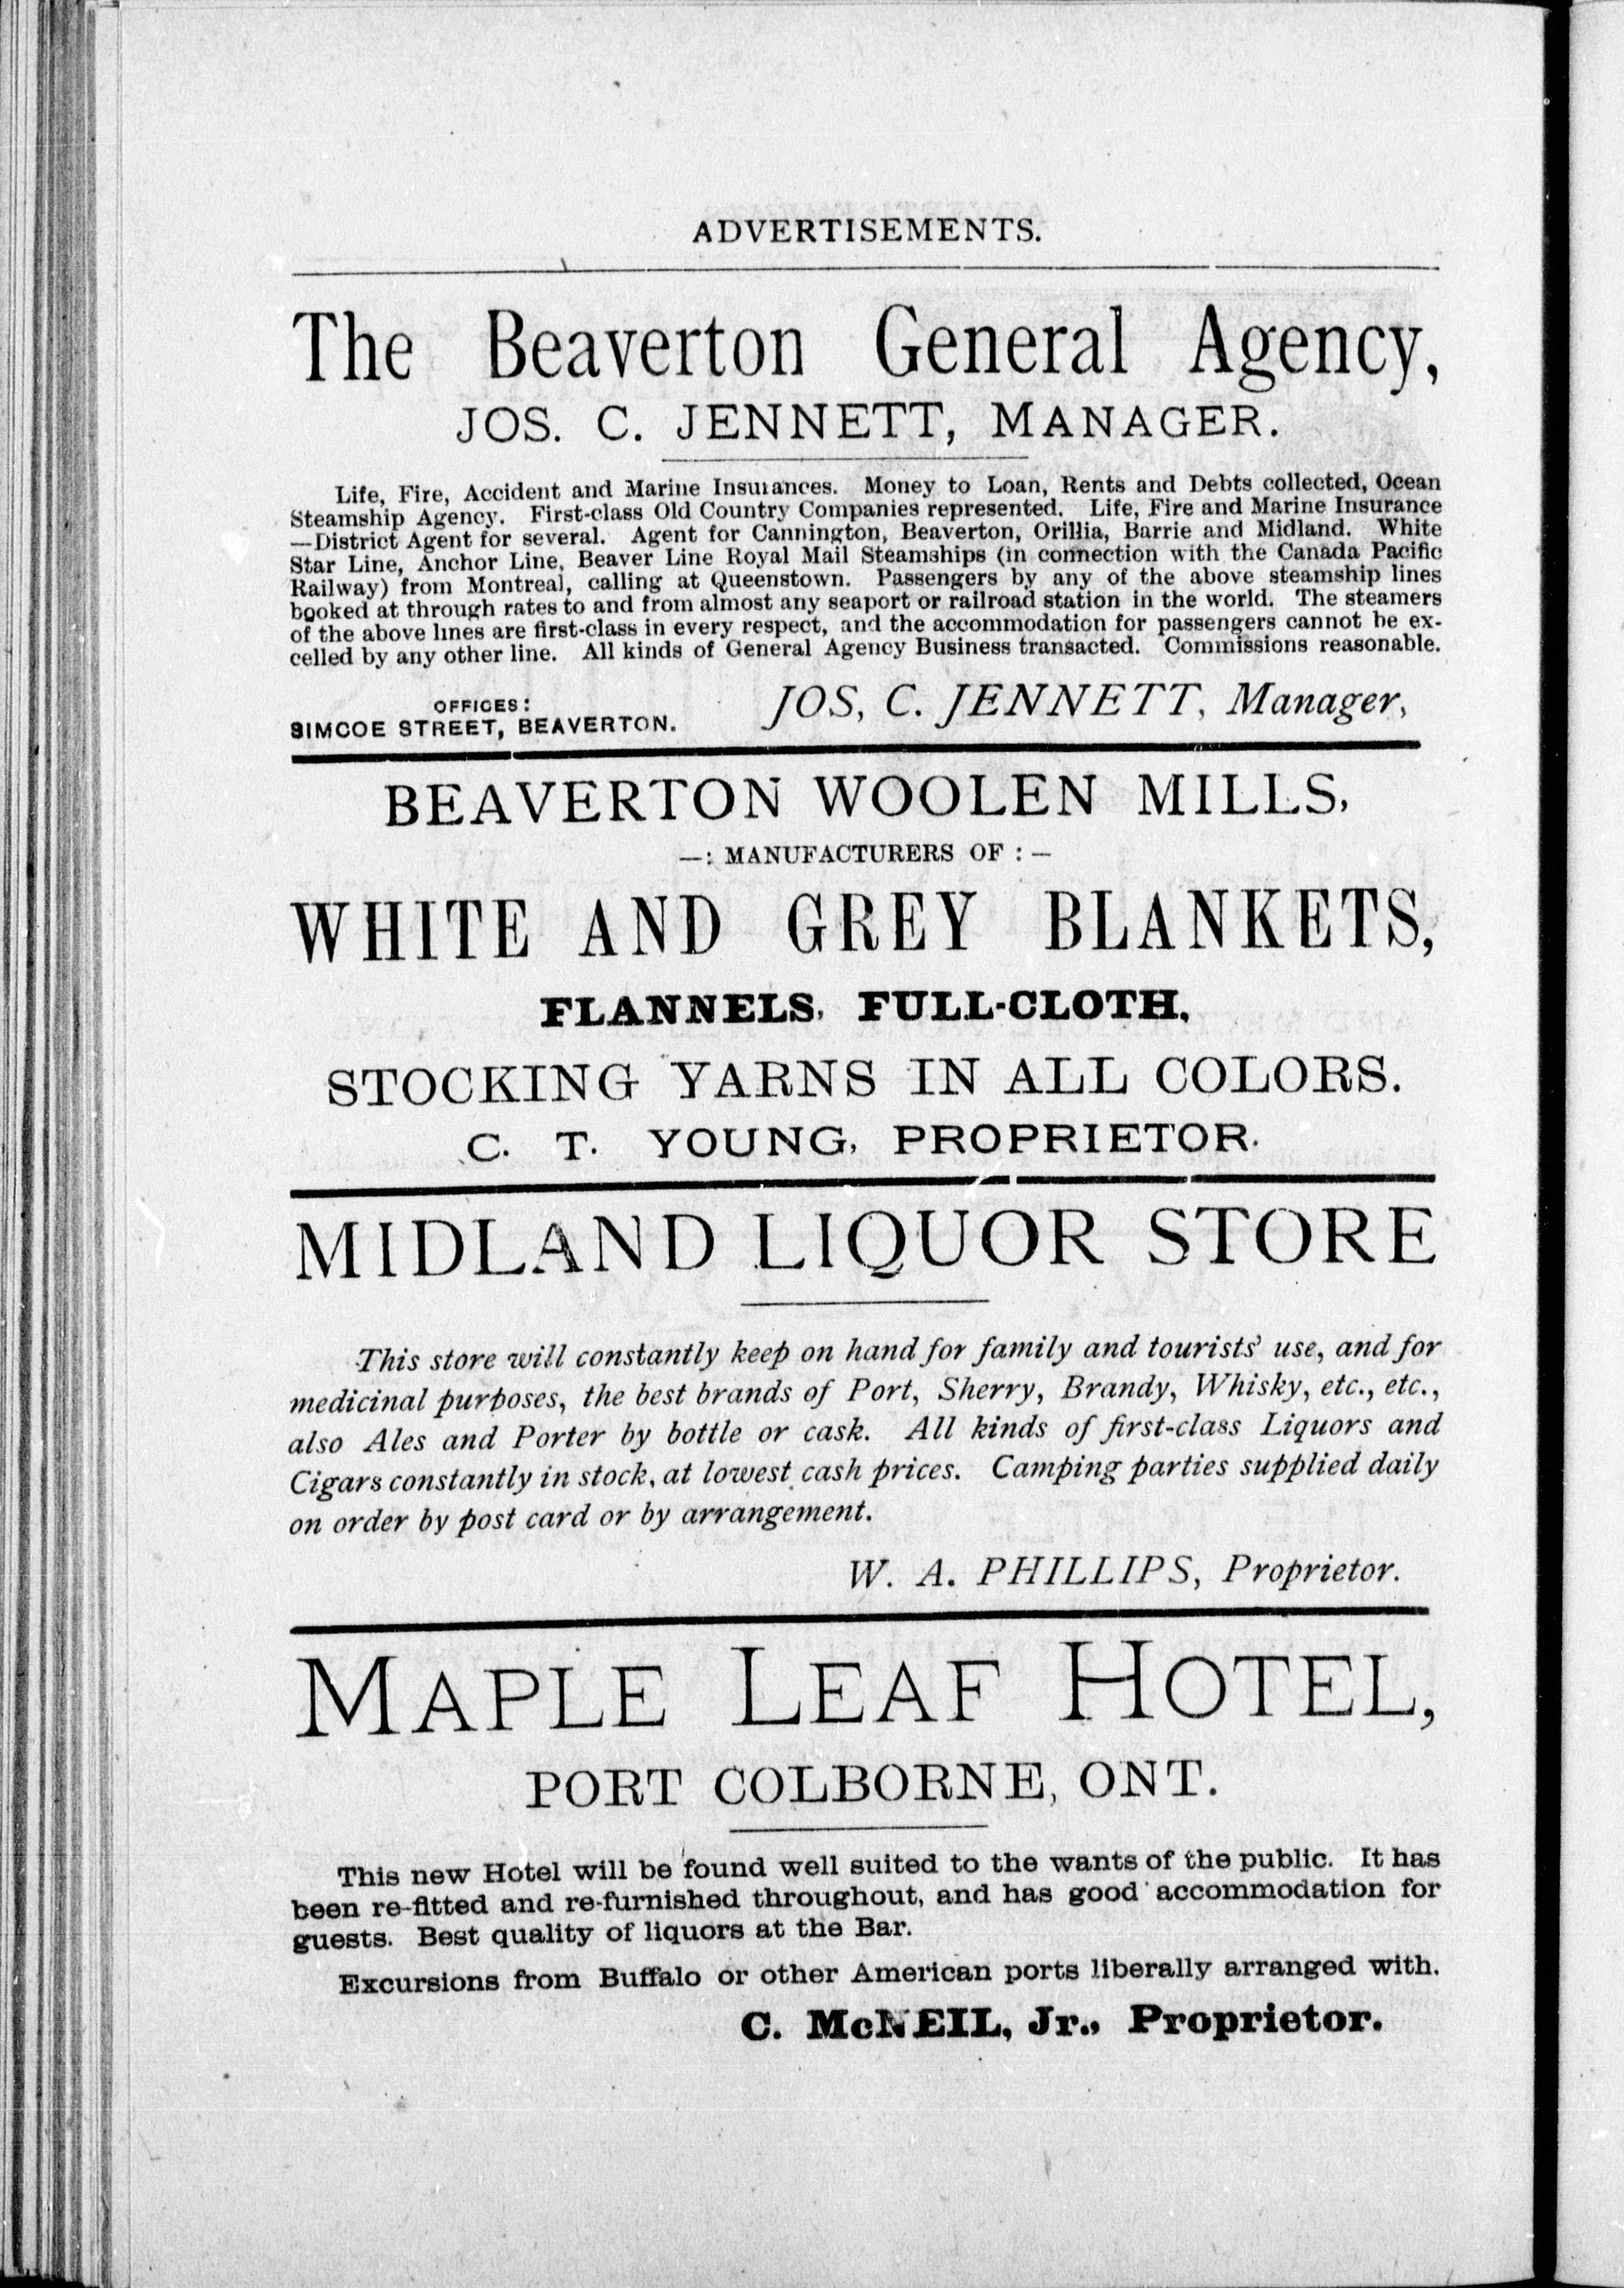 ADVERTISEMENTS.
The Beaverton General Agency,
JOS. C. JENNETT, MANAGER.
Life, Fire, Accident and Marine Insurances. Money to Loan, Rents and Debts collected, Ocean
Steamship Agency. First-class Old Country Companies represented. Life, Fire and Marine Insurance
—District Agent for several. Agent for Cannington, Beaverton, Orillia, Barrie and Midland. White
Star Line, Anchor Line, Beaver Line Royal Mail Steamships (in connection with the Canada Pacific
Railway) from Montreal, calling at Queenstown. Passengers by any of the above steamship lines
booked at through rates to and from almost any seaport or railroad station in the world. The steamers
of the above lines are first-class in every respect, and the accommodation for passengers cannot be ex-
celled by any other line. All kinds of General Agency Business transacted. Commissions reasonable.
OFFICES:
SIMCOE STREET, BEAVERTON.
JOS, C. JENNETT, Manager,
BEAVERTON WOOLEN MILLS,
—: MANUFACTURERS OF : —
WHITE AND GREY BLANKETS,
FLANNELS, FULL-CLOTH,
STOCKING YARNS IN ALL COLORS.
C. T. YOUNG, PROPRIETOR.
MIDLAND LIQUOR STORE
This store will constantly keep on hand for family and tourists' use, and for
medicinal purposes, the best brands of Port, Sherry, Brandy, Whisky, etc., etc.,
also Ales and Porter by bottle or cask. All kinds of first-class Liquors and
Cigars constantly in stock, at lowest cash prices. Camping parties supplied daily
on order by post card or by arrangement.
W. A. PHILLIPS, Proprietor.
MAPLE LEAF HOTEL,
PORT COLBORNE, ONT.
This new Hotel will be found well suited to the wants of the public. It has
been re-fitted and re-furnished throughout, and has good accommodation for
guests. Best quality of liquors at the Bar.
Excursions from Buffalo or other American ports liberally arranged with.
C. McNEIL, Jr., Proprietor.